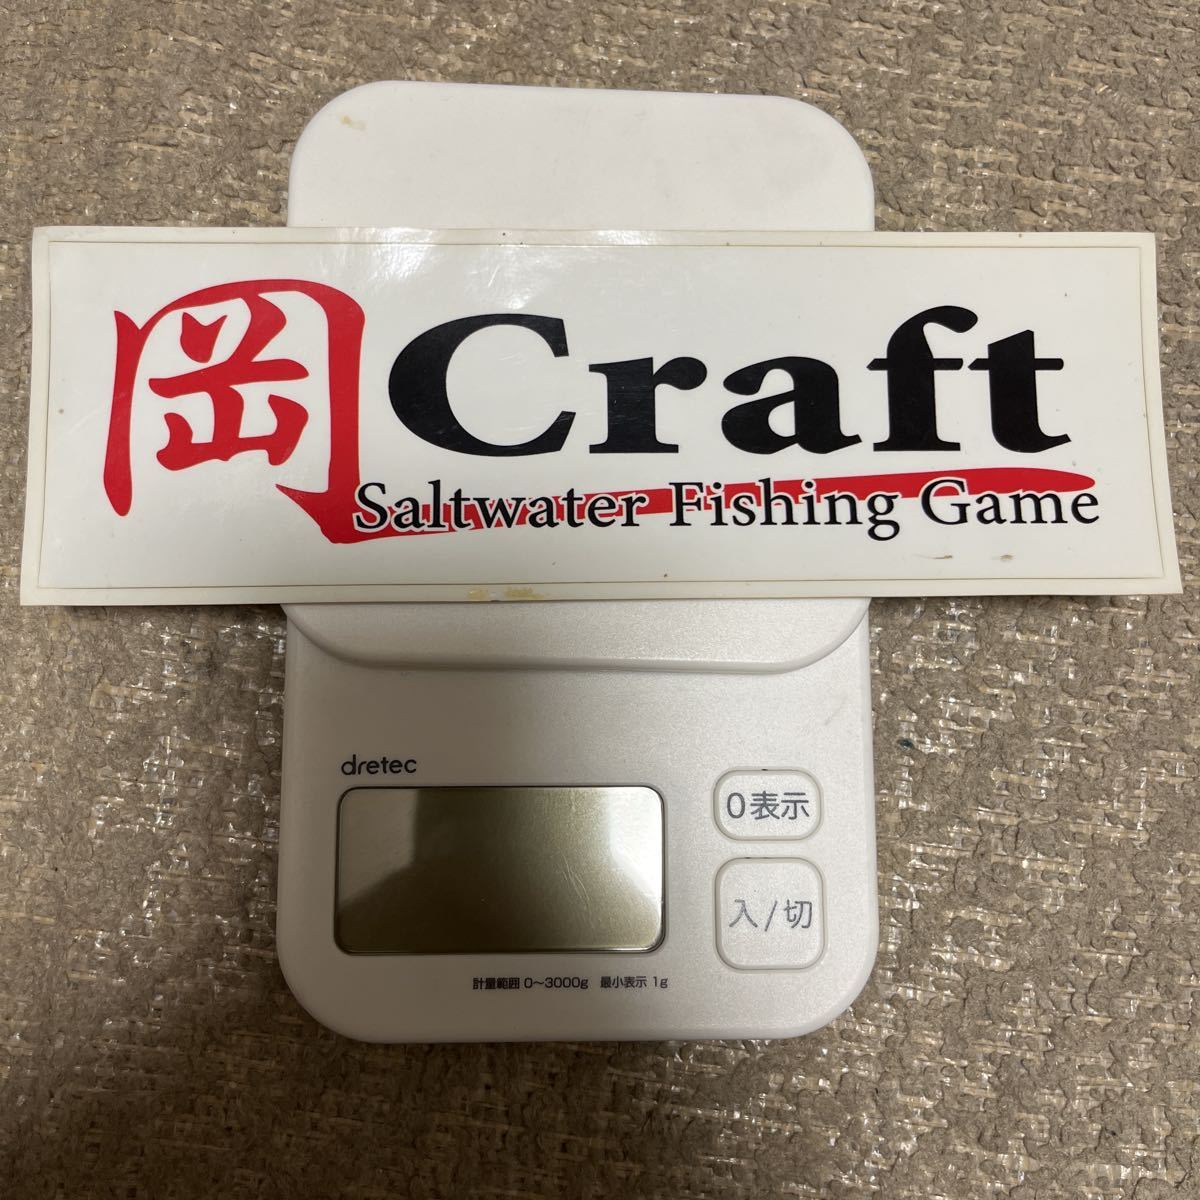 岡Craft
Saltwater Fishing Game
dretec
0表示
入/切
計量範囲 0〜3000g 最小表示 1g